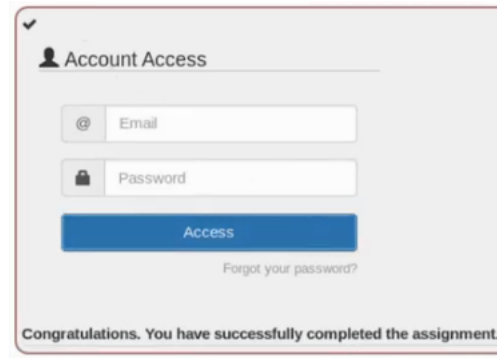 Account Access
@ Email
Password
Access
Forgot your password?
Congratulations. You have successfully completed the assignment.